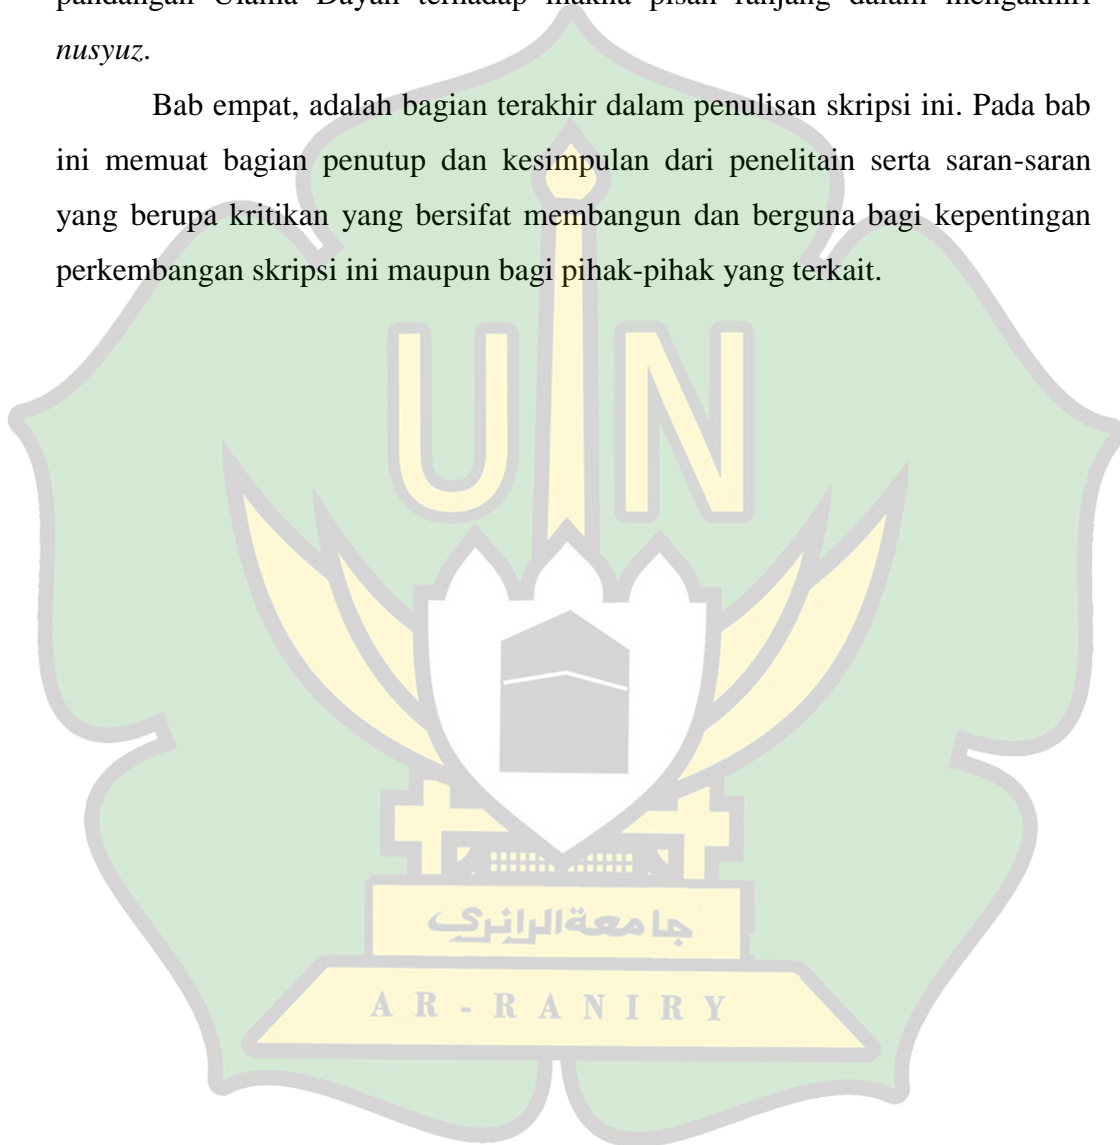 pandangan Ulama Dayah terhadap makna pisah ranjang dalam mengakhiri
nusyuz.
Bab empat, adalah bagian terakhir dalam penulisan skripsi ini. Pada bab
ini memuat bagian penutup dan kesimpulan dari penelitain serta saran-saran
yang berupa kritikan yang bersifat membangun dan berguna bagi kepentingan
perkembangan skripsi ini maupun bagi pihak-pihak yang terkait.
UIN
جامعة الرانري
AR-RANIRY